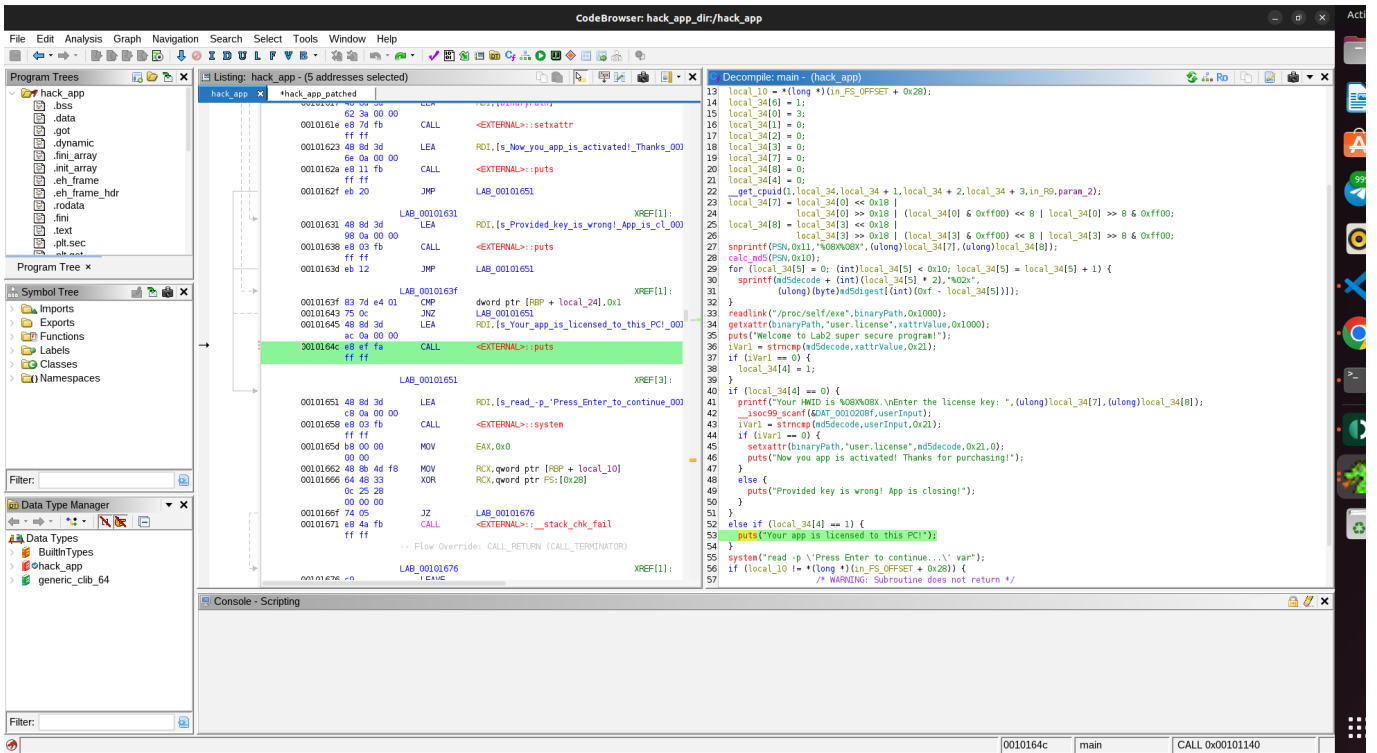 CodeBrowser: hack_app_dir:/hack_app
Acti
File Edit Analysis Graph Navigation Search Select Tools Window Help
Program Trees
hack_app
.bss
.data
.got
.dynamic
.fini_array
.init_array
.eh_frame
.eh_frame_hdr
.rodata
.fini
.text
.plt.sec
Program Tree ×
Symbol Tree
Imports
Exports
Functions
Labels
Classes
Namespaces
Filter:
Data Type Manager
Data Types
BuiltInTypes
hack_app
generic_clib_64
Filter:
Listing: hack_app - (5 addresses selected)
hack_app
*hack_app_patched
62 3a 00 00
0010161e e8 7d fb CALL <EXTERNAL>::setxattr
ff ff
00101623 48 8d 3d LEA RDI,[s_Now_you_app_is_activated!_Thanks_001
6e 0a 00 00
0010162a e8 11 fb CALL <EXTERNAL>::puts
ff ff
0010162f eb 20 JMP LAB_00101651
LAB_00101631 XREF[1]:
00101631 48 8d 3d LEA RDI,[s_Provided_key_is_wrong!_App_is_cl_001
98 0a 00 00
00101638 e8 03 fb CALL <EXTERNAL>::puts
ff ff
0010163d eb 12 JMP LAB_00101651
LAB_0010163f XREF[1]:
0010163f 83 7d e4 01 CMP dword ptr [RBP + local_24],0x1
00101643 75 0c JNZ LAB_00101651
00101645 48 8d 3d LEA RDI,[s_Your_app_is_licensed_to_this_PC!_001
ac 0a 00 00
0010164c e8 ef fa CALL <EXTERNAL>::puts
ff ff
LAB_00101651 XREF[3]:
00101651 48 8d 3d LEA RDI,[s_read_-p_'Press_Enter_to_continue_001
c8 0a 00 00
00101658 e8 03 fb CALL <EXTERNAL>::system
ff ff
0010165d b8 00 00 MOV EAX,0x0
00 00
00101662 48 8b 4d f8 MOV RCX,qword ptr [RBP + local_10]
00101666 64 48 33 XOR RCX,qword ptr FS:[0x28]
0c 25 28
00 00 00
0010166f 74 05 JZ LAB_00101676
00101671 e8 4a fb CALL <EXTERNAL>::__stack_chk_fail
ff ff
-- Flow Override: CALL_RETURN (CALL_TERMINATOR)
LAB_00101676 XREF[1]:
00101676 c9 LEAVE
Decompile: main - (hack_app)
Ro
13 local_10 = *(long *)(in_FS_OFFSET + 0x28);
14 local_34[6] = 1;
15 local_34[0] = 3;
16 local_34[1] = 0;
17 local_34[2] = 0;
18 local_34[3] = 0;
19 local_34[7] = 0;
20 local_34[8] = 0;
21 local_34[4] = 0;
22 __get_cpuid(1,local_34,local_34 + 1,local_34 + 2,local_34 + 3,in_R9,param_2);
23 local_34[7] = local_34[0] << 0x18 |
24 local_34[0] >> 0x18 | (local_34[0] & 0xff00) << 8 | local_34[0] >> 8 & 0xff00;
25 local_34[8] = local_34[3] << 0x18 |
26 local_34[3] >> 0x18 | (local_34[3] & 0xff00) << 8 | local_34[3] >> 8 & 0xff00;
27 snprintf(PSN,0x11,"%08X%08X",(ulong)local_34[7],(ulong)local_34[8]);
28 calc_md5(PSN,0x10);
29 for (local_34[5] = 0; (int)local_34[5] < 0x10; local_34[5] = local_34[5] + 1) {
30 sprintf(md5decode + (int)(local_34[5] * 2),"%02x",
31 (ulong)(byte)md5digest[(int)(0xf - local_34[5])]);
32 }
33 readlink("/proc/self/exe",binaryPath,0x1000);
34 getxattr(binaryPath,"user.license",xattrValue,0x1000);
35 puts("Welcome to Lab2 super secure program!");
36 iVar1 = strncmp(md5decode,xattrValue,0x21);
37 if (iVar1 == 0) {
38 local_34[4] = 1;
39 }
40 if (local_34[4] == 0) {
41 printf("Your HWID is %08X%08X.\nEnter the license key: ",(ulong)local_34[7],(ulong)local_34[8]);
42 __isoc99_scanf(&DAT_0010208f,userInput);
43 iVar1 = strncmp(md5decode,userInput,0x21);
44 if (iVar1 == 0) {
45 setxattr(binaryPath,"user.license",md5decode,0x21,0);
46 puts("Now you app is activated! Thanks for purchasing!");
47 }
48 else {
49 puts("Provided key is wrong! App is closing!");
50 }
51 }
52 else if (local_34[4] == 1) {
53 puts("Your app is licensed to this PC!");
54 }
55 system("read -p \'Press Enter to continue...\' var");
56 if (local_10 != *(long *)(in_FS_OFFSET + 0x28)) {
57 /* WARNING: Subroutine does not return */
Console - Scripting
0010164c main CALL 0x00101140